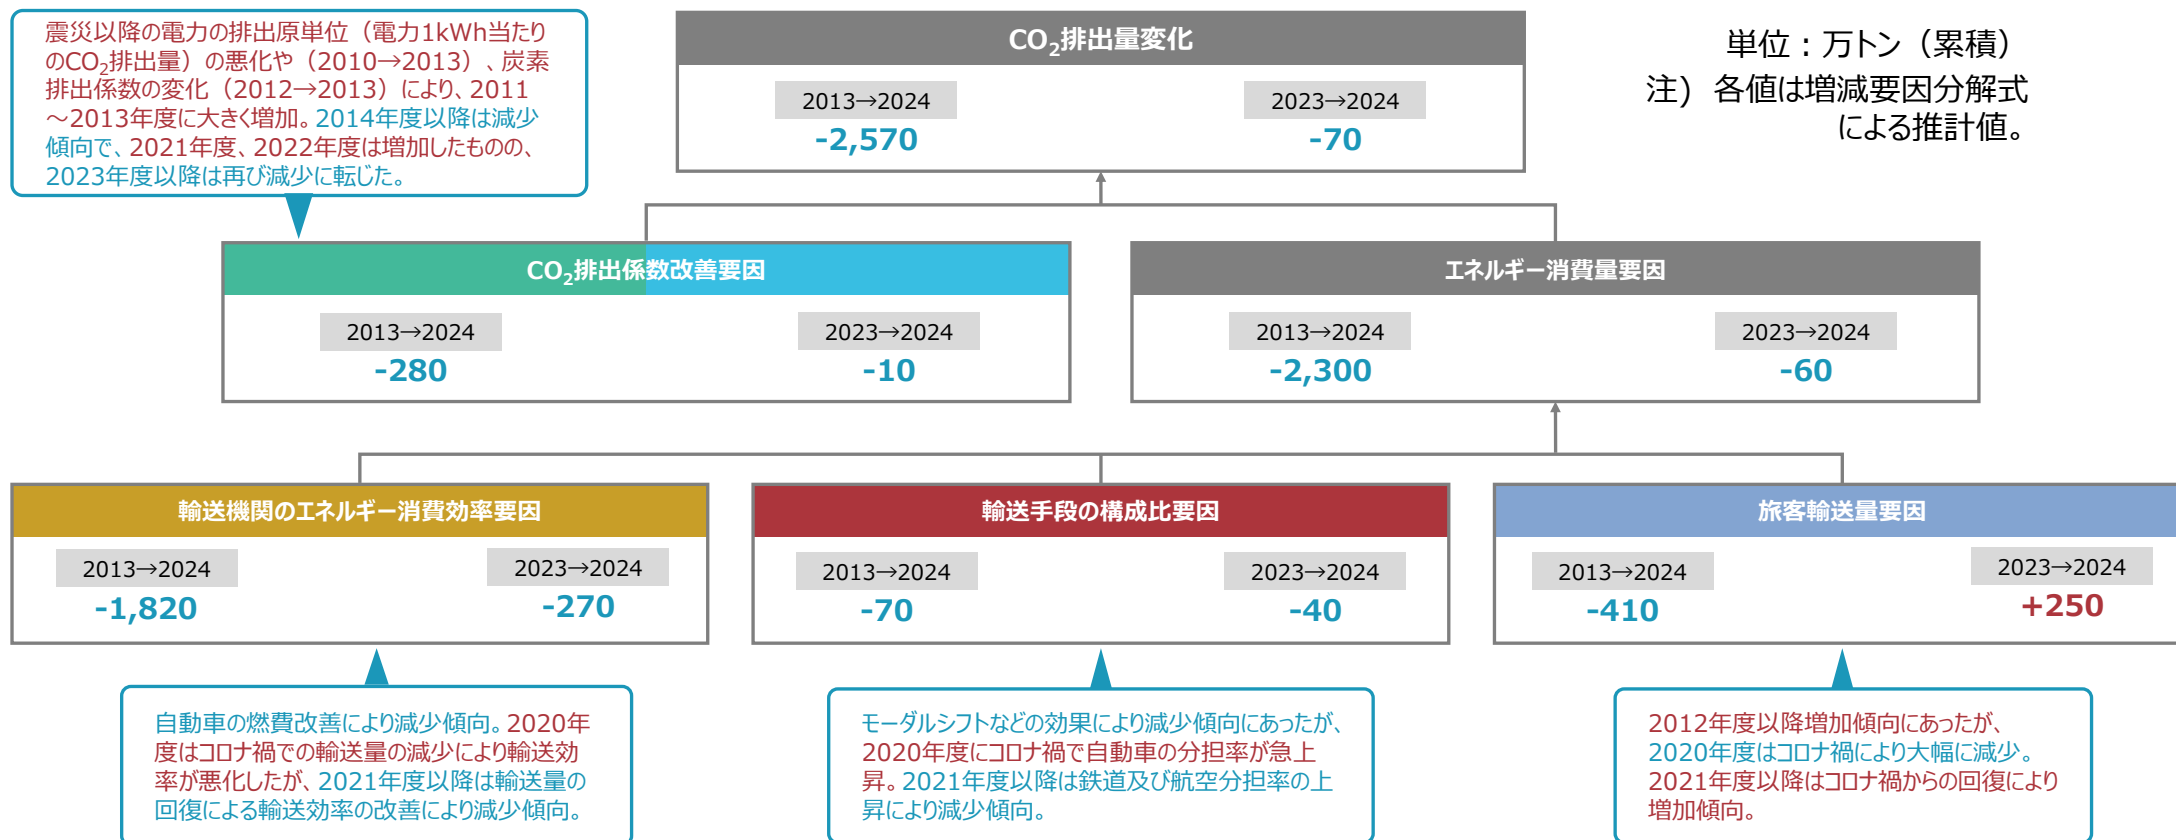 震災以降の電力の排出原単位（電力1kWh当たり
のCO₂排出量）の悪化や（2010→2013）、炭素
排出係数の変化（2012→2013）により、2011
～2013年度に大きく増加。2014年度以降は減少
傾向で、2021年度、2022年度は増加したものの、
2023年度以降は再び減少に転じた。
CO₂排出量変化
2013→2024
2023→2024
-2,570
-70
単位：万トン（累積）
注）各値は増減要因分解式
による推計値。
CO₂排出係数改善要因
2013→2024
2023→2024
-280
-10
エネルギー消費量要因
2013→2024
2023→2024
-2,300
-60
輸送機関のエネルギー消費効率要因
2013→2024
2023→2024
-1,820
-270
輸送手段の構成比要因
2013→2024
2023→2024
-70
-40
旅客輸送量要因
2013→2024
2023→2024
-410
+250
自動車の燃費改善により減少傾向。2020年
度はコロナ禍での輸送量の減少により輸送効
率が悪化したが、2021年度以降は輸送量の
回復による輸送効率の改善により減少傾向。
モーダルシフトなどの効果により減少傾向にあったが、
2020年度にコロナ禍で自動車の分担率が急上
昇。2021年度以降は鉄道及び航空分担率の上
昇により減少傾向。
2012年度以降増加傾向にあったが、
2020年度はコロナ禍により大幅に減少。
2021年度以降はコロナ禍からの回復により
増加傾向。